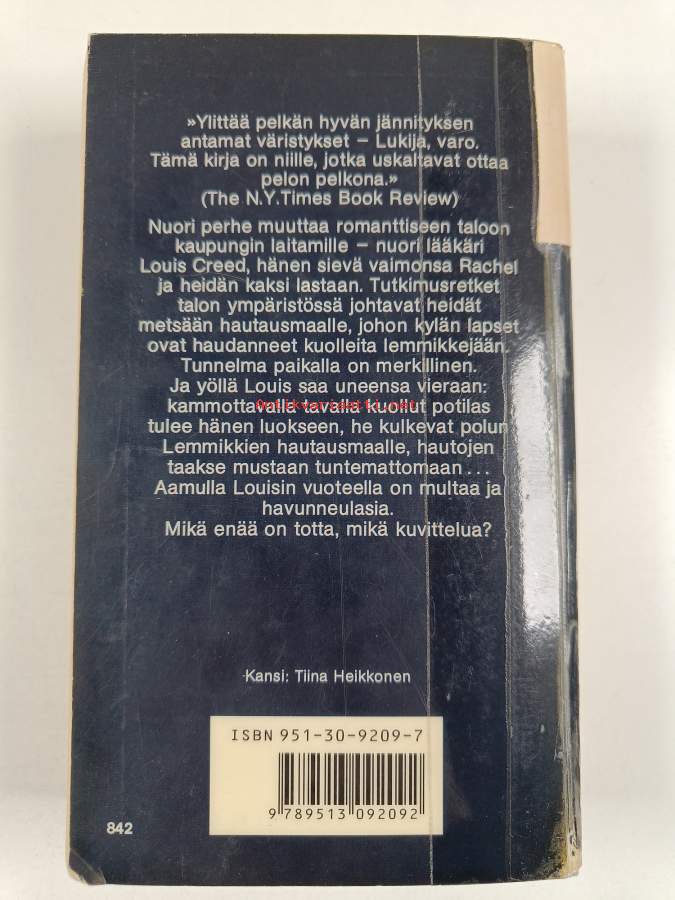 »Ylittää pelkän hyvän jännityksen
antamat väristykset – Lukija, varo.
Tämä kirja on niille, jotka uskaltavat ottaa
pelon pelkona.»
(The N.Y.Times Book Review)
Nuori perhe muuttaa romanttiseen taloon
kaupungin laitamille – nuori lääkäri
Louis Creed, hänen sievä vaimonsa Rachel
ja heidän kaksi lastaan. Tutkimusretket
talon ympäristössä johtavat heidät
metsään hautausmaalle, johon kylän lapset
ovat haudanneet kuolleita lemmikkejään.
Tunnelma paikalla on merkillinen.
Ja yöllä Louis saa uneensa vieraan:
kammottavalla tavalla kuollut potilas
Antikvariaatti.net
tulee hänen luokseen, he kulkevat polun
Lemmikkien hautausmaalle, hautojen
taakse mustaan tuntemattomaan ...
Aamulla Louisin vuoteella on multaa ja
havunneulasia.
Mikä enää on totta, mikä kuvittelua?
Kansi: Tiina Heikkonen
ISBN 951-30-9209-7
9 789513 092092
842